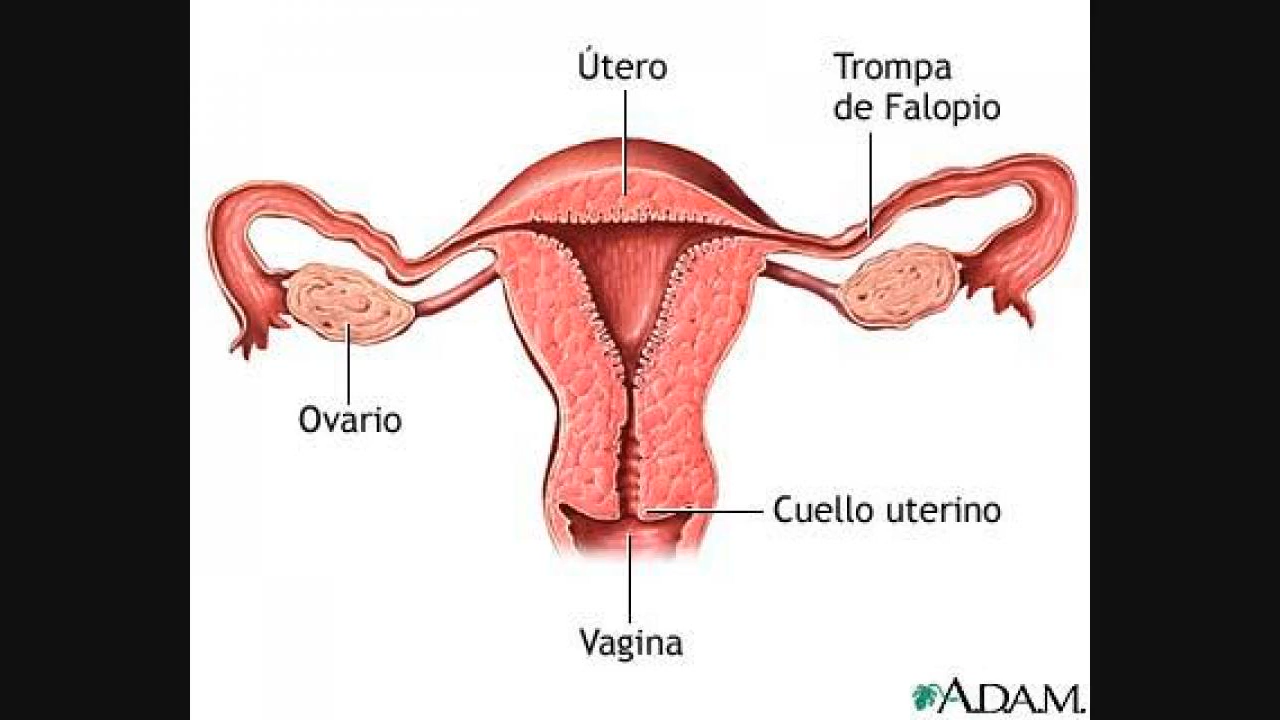 Útero
Trompa
de Falopio
Ovario
Cuello uterino
Vagina
A.D.A.M.